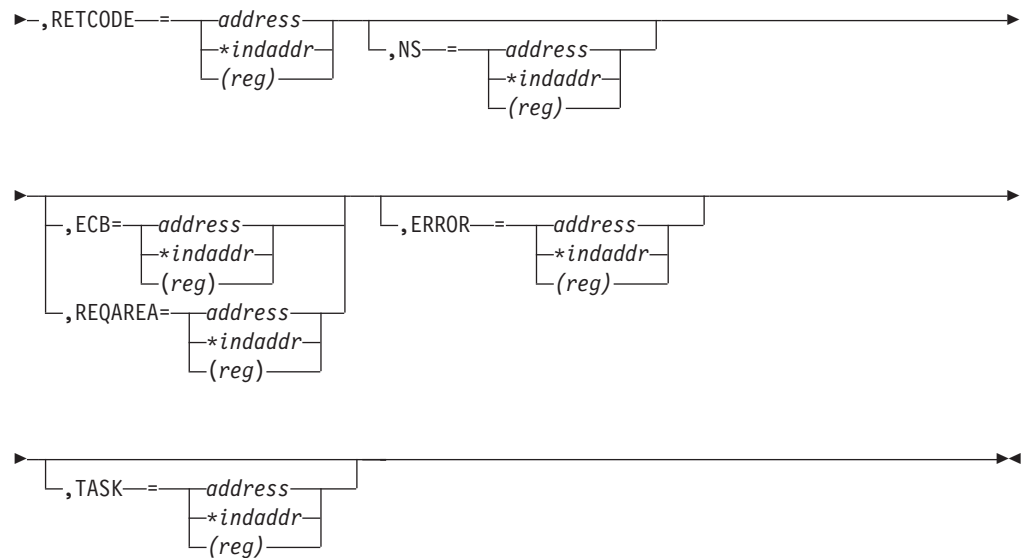 ,RETCODE = address
*indaddr
(reg)
,NS = address
*indaddr
(reg)
,ECB= address
*indaddr
(reg)
,REQAREA= address
*indaddr
(reg)
,ERROR = address
*indaddr
(reg)
,TASK = address
*indaddr
(reg)